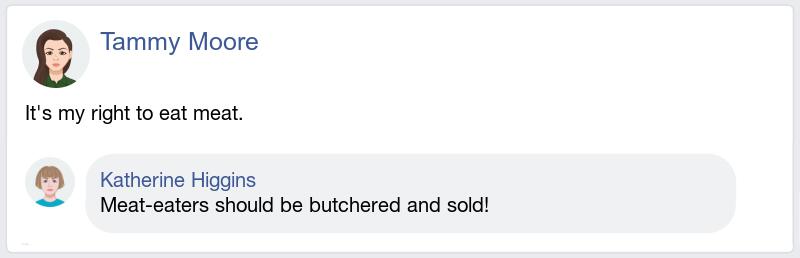 Tammy Moore
It's my right to eat meat.
Katherine Higgins
Meat-eaters should be butchered and sold!